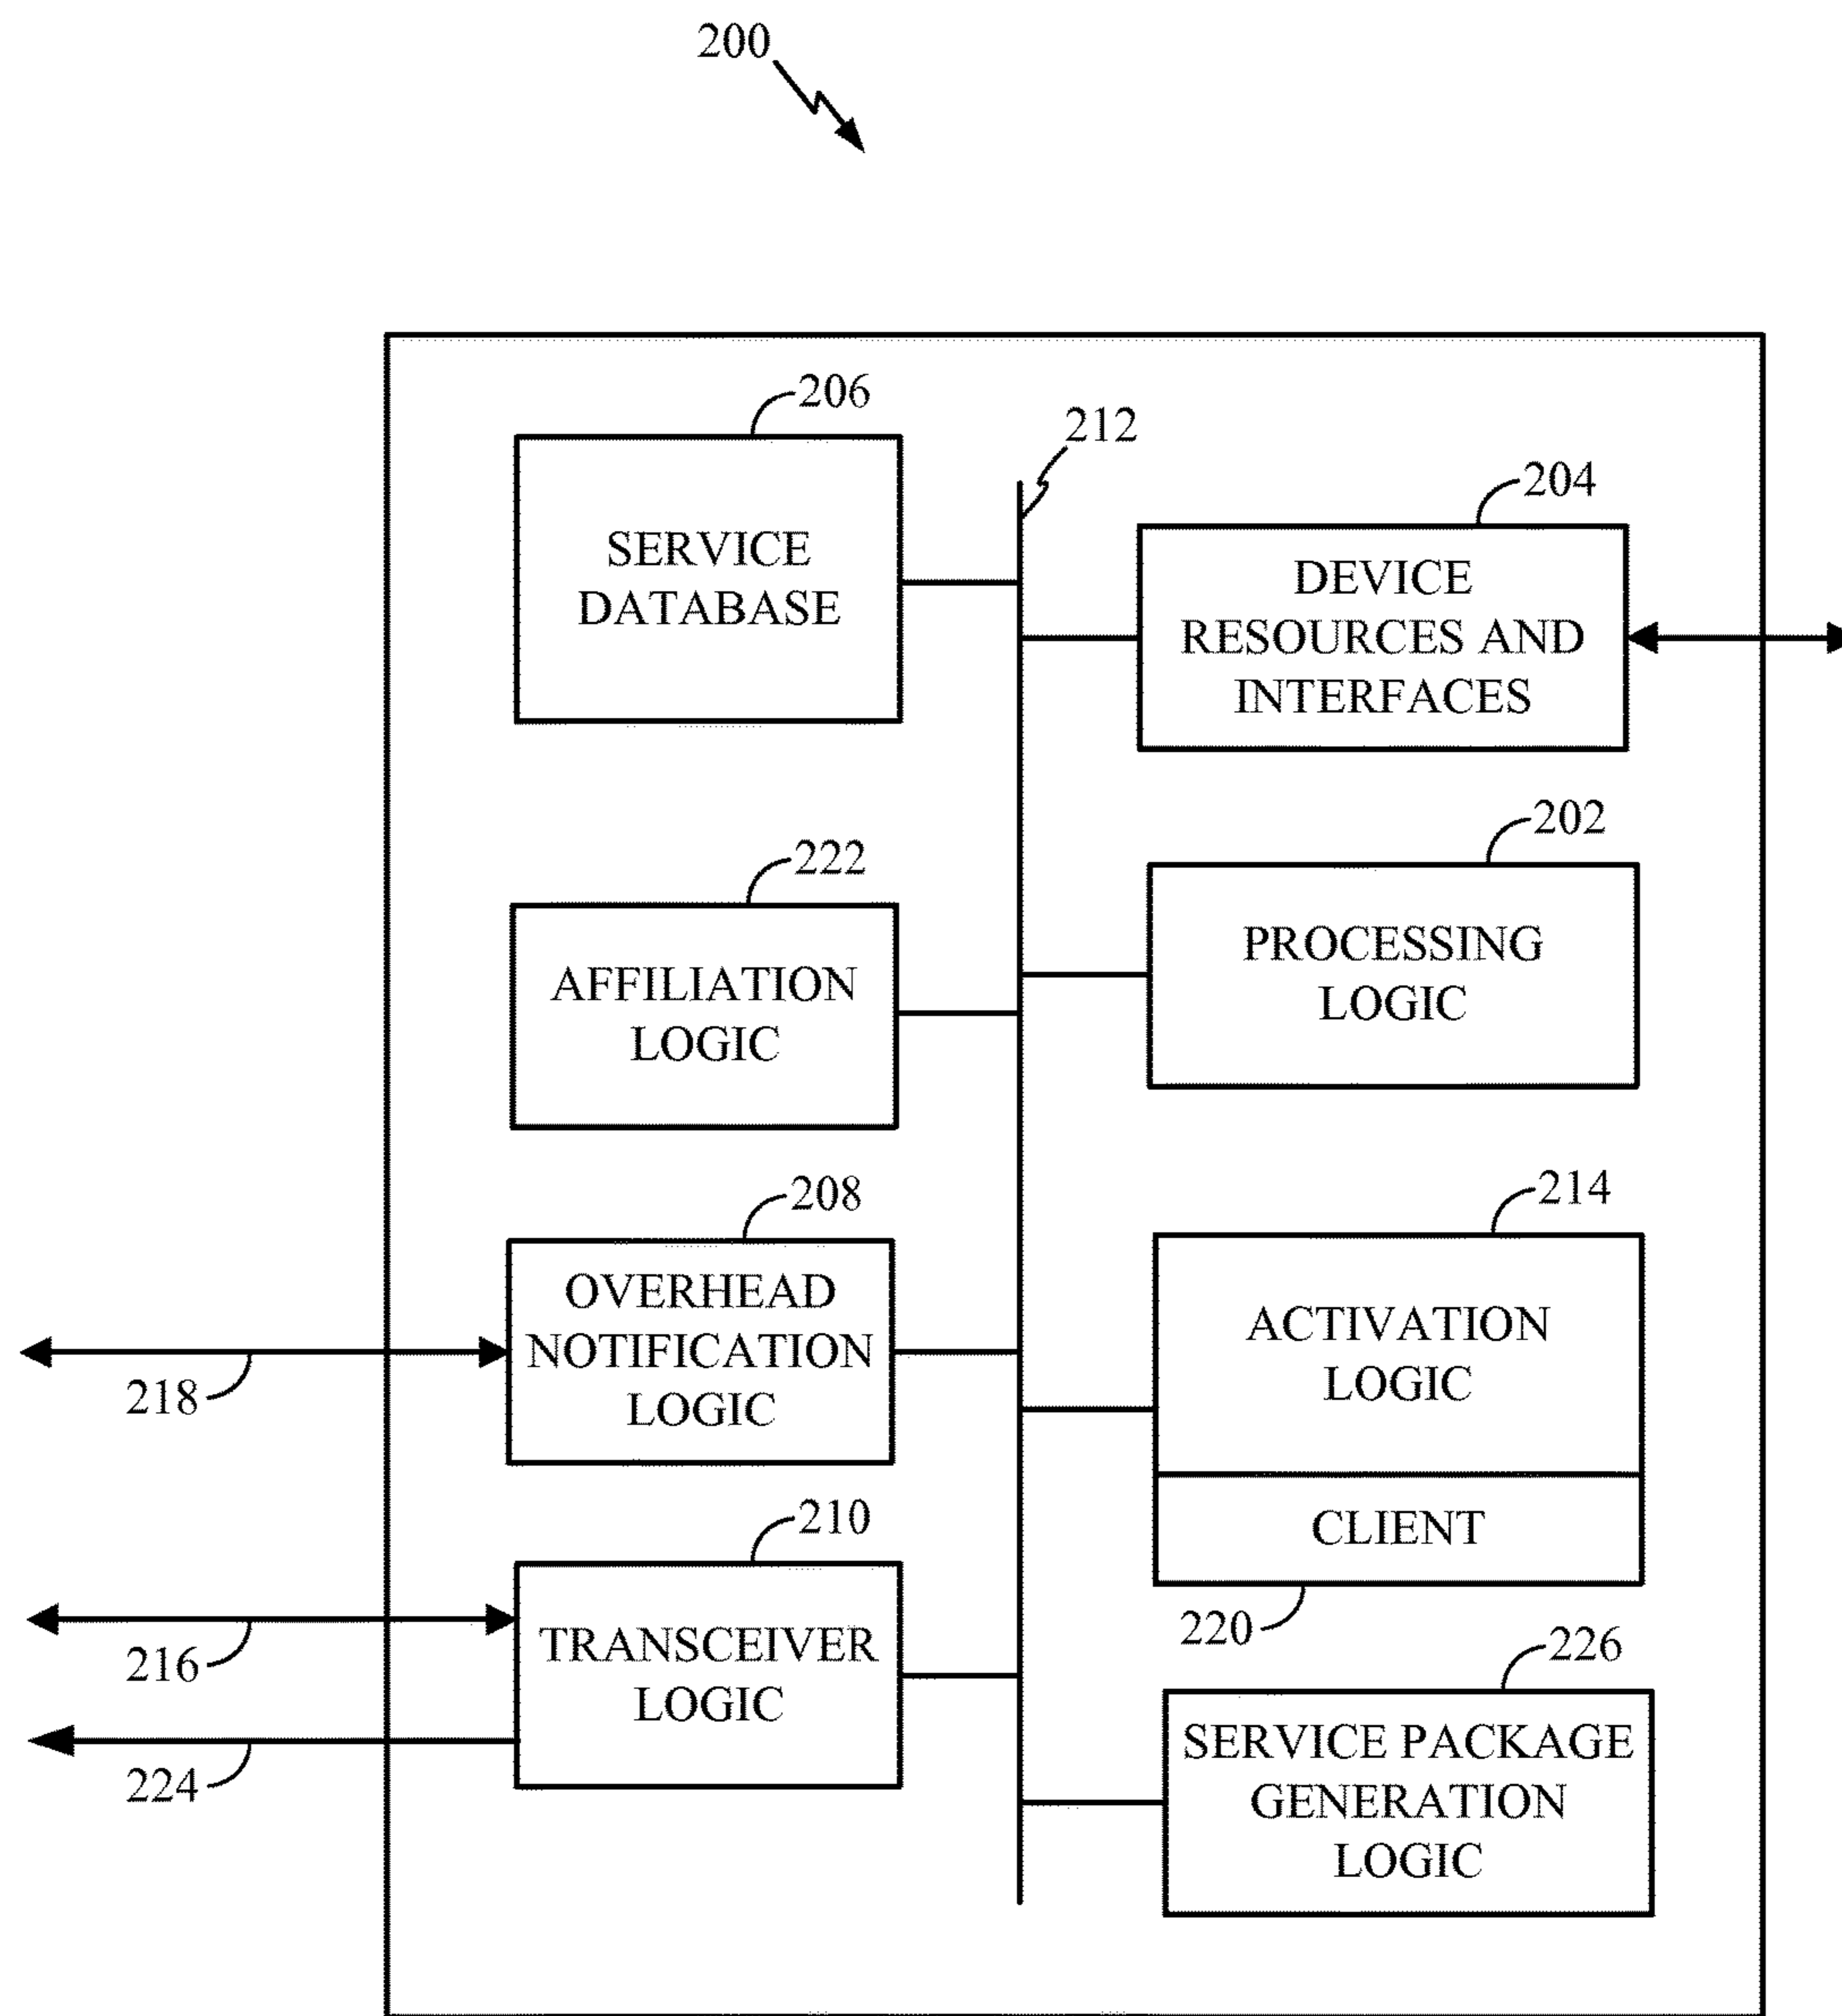 200
206
212
204
SERVICE
DATABASE
DEVICE
RESOURCES AND
INTERFACES
222
202
AFFILIATION
LOGIC
PROCESSING
LOGIC
208
214
OVERHEAD
NOTIFICATION
LOGIC
218
ACTIVATION
LOGIC
CLIENT
220
210
216
TRANSCEIVER
LOGIC
224
226
SERVICE PACKAGE
GENERATION
LOGIC